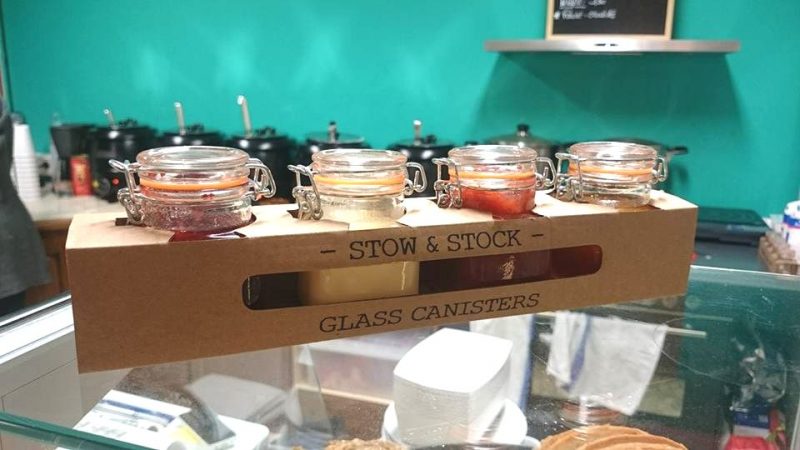 – STOW & STOCK –
GLASS CANISTERS